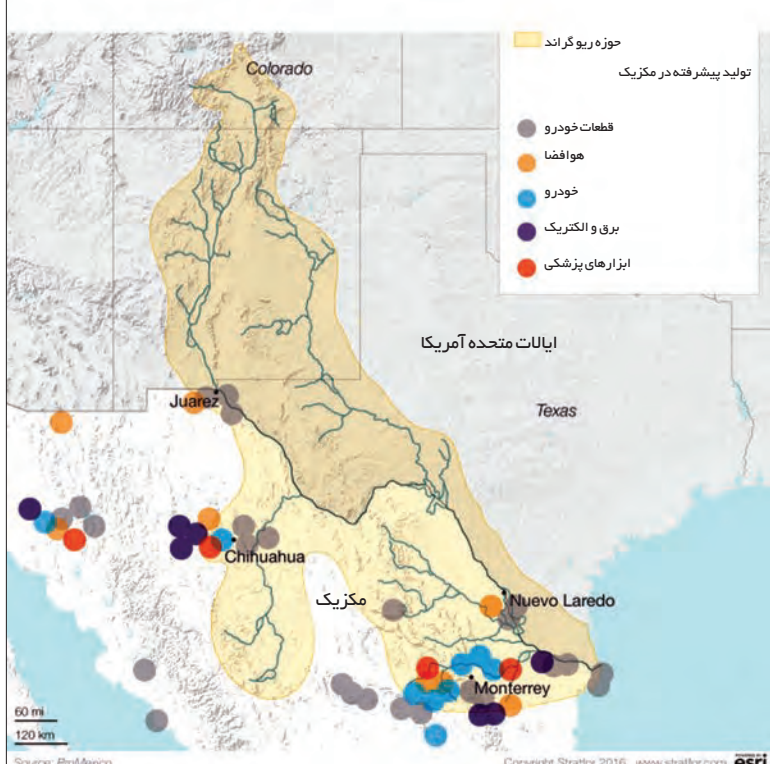 حوزه ریو گراند
تولید پیشرفته در مکزیک
قطعات خودرو
هوافضا
خودرو
برق و الکتریک
ابزارهای پزشکی
Colorado
ایالات متحده آمریکا
Texas
Juarez
Chihuahua
مکزیک
Nuevo Laredo
Monterrey
60 mi
120 km
Source: ProMexico
Copyright Stratfor 2016 www.stratfor.com
esri